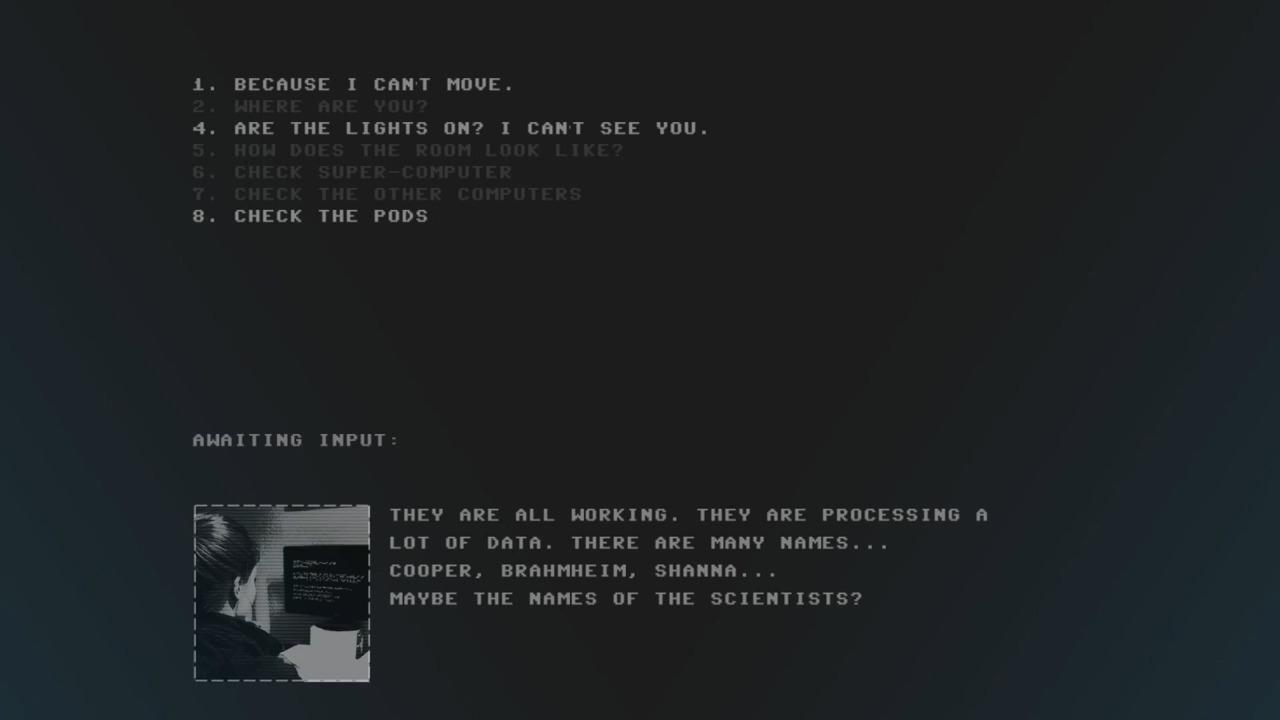 1. BECAUSE I CAN'T MOVE.
2. WHERE ARE YOU?
4. ARE THE LIGHTS ON? I CAN'T SEE YOU.
5. HOW DOES THE ROOM LOOK LIKE?
6. CHECK SUPER-COMPUTER
7. CHECK THE OTHER COMPUTERS
8. CHECK THE PODS
AWAITING INPUT:
THEY ARE ALL WORKING. THEY ARE PROCESSING A
LOT OF DATA. THERE ARE MANY NAMES...
COOPER, BRAHMHEIM, SHANNA...
MAYBE THE NAMES OF THE SCIENTISTS?